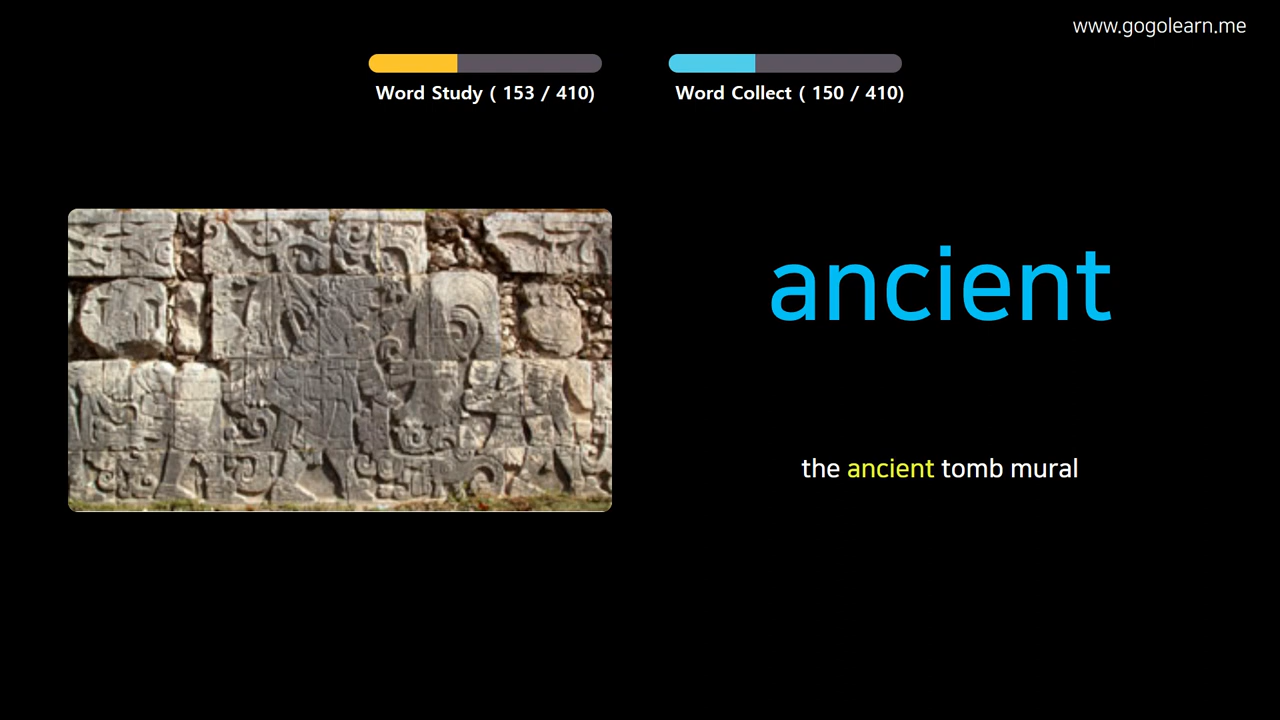 www.gogolearn.me
Word Study ( 153 / 410)
Word Collect ( 150 / 410)
ancient
the ancient tomb mural